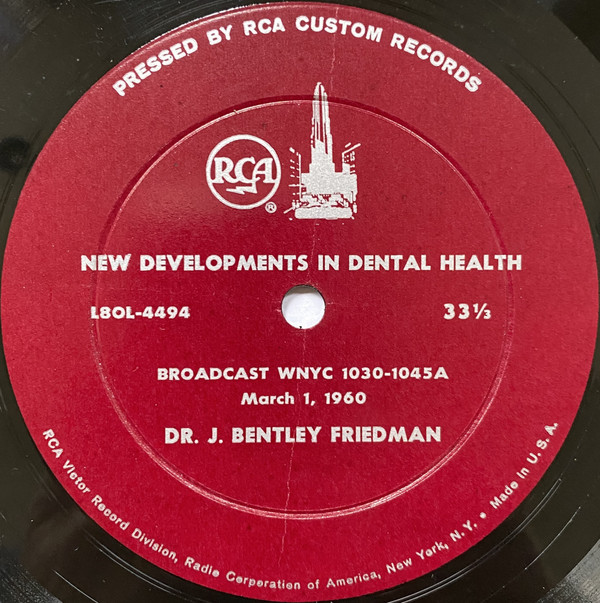 PRESSED BY RCA CUSTOM RECORDS
RCA
®
NEW DEVELOPMENTS IN DENTAL HEALTH
L8OL-4494
33⅓
BROADCAST WNYC 1030-1045A
March 1, 1960
DR. J. BENTLEY FRIEDMAN
RCA Victor Record Division, Radio Corporation of America, New York, N.Y. • Made in U.S.A.